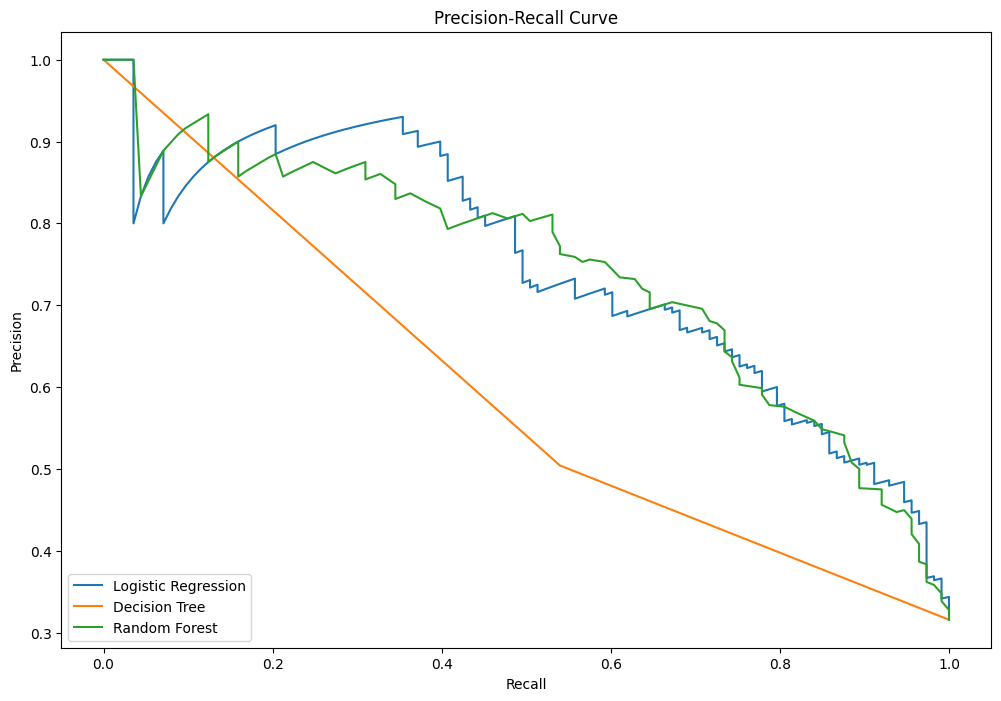 Precision-Recall Curve
1.0
0.9
0.8
0.7
0.6
0.5
0.4
0.3
Precision
Logistic Regression
Decision Tree
Random Forest
0.0 0.2 0.4 0.6 0.8 1.0
Recall